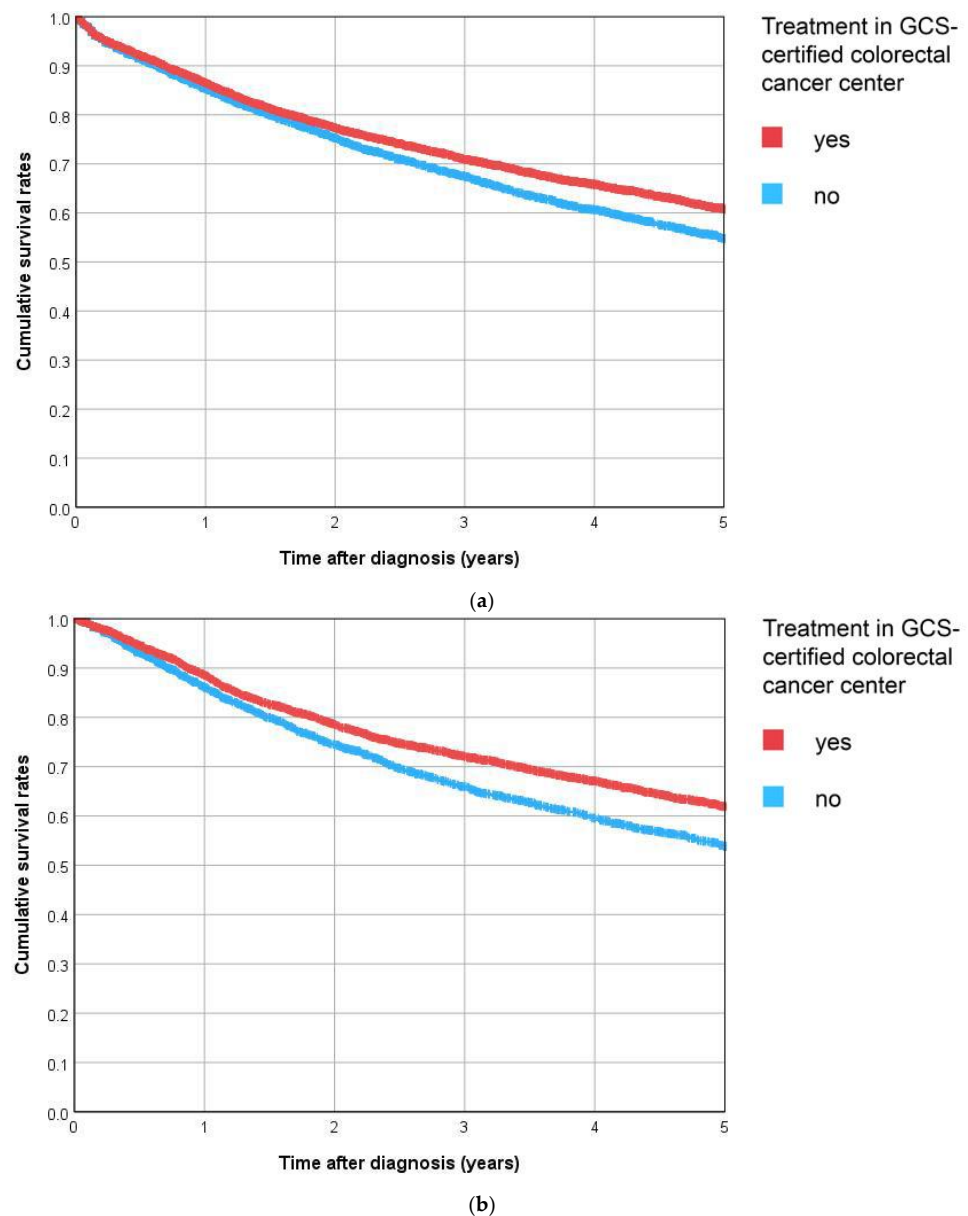 Treatment in GCS-
certified colorectal
cancer center
yes
no
Cumulative survival rates
1.0
0.9
0.8
0.7
0.6
0.5
0.4
0.3
0.2
0.1
0.0
0 1 2 3 4 5
Time after diagnosis (years)
(a)
Treatment in GCS-
certified colorectal
cancer center
yes
no
Cumulative survival rates
1.0
0.9
0.8
0.7
0.6
0.5
0.4
0.3
0.2
0.1
0.0
0 1 2 3 4 5
Time after diagnosis (years)
(b)